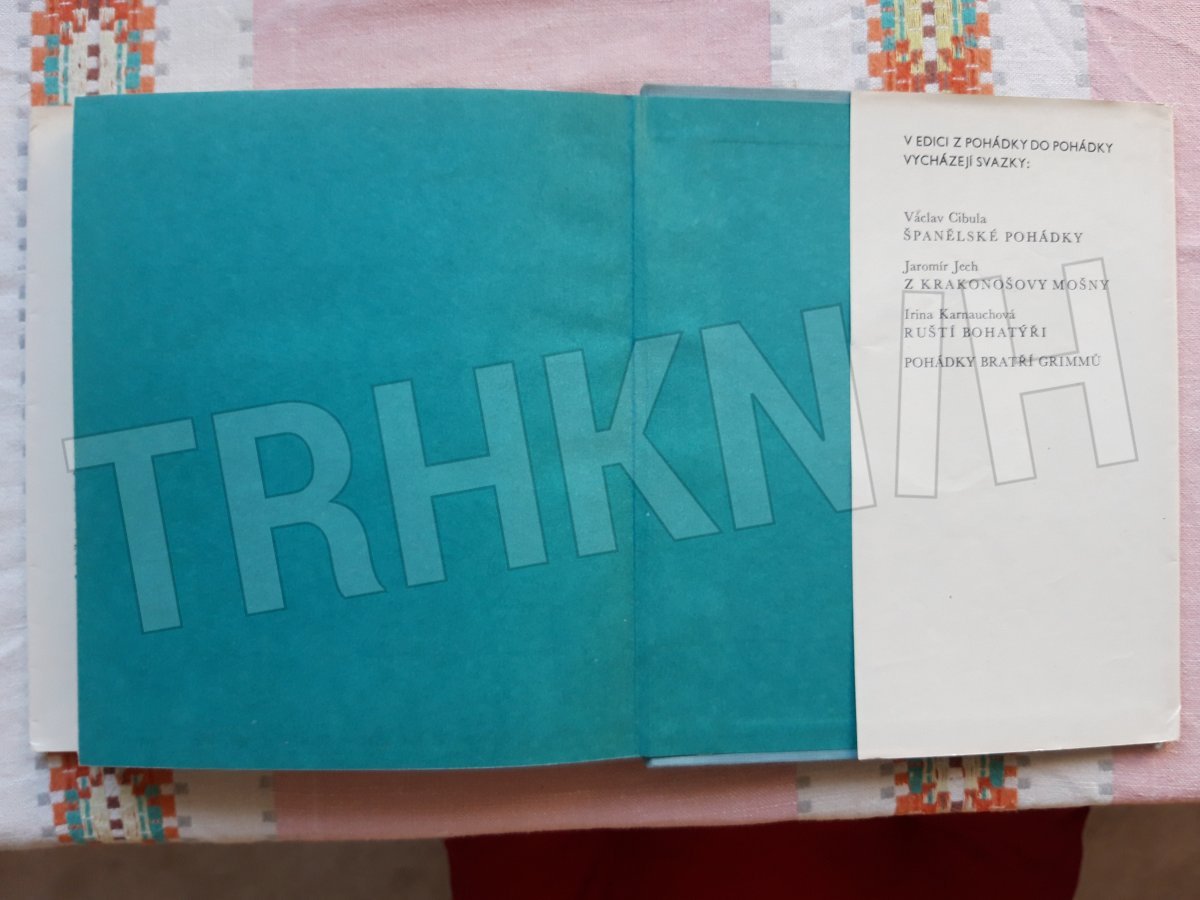 V EDICI Z POHÁDKY DO POHÁDKY
VYCHÁZEJÍ SVAZKY:
Václav Cibula
ŠPANĚLSKÉ POHÁDKY
Jaromír Jech
Z KRAKONOŠOVY MOŠNY
Irina Karnauchová
RUŠTÍ BOHATÝŘI
POHÁDKY BRATŘÍ GRIMMŮ
TRHKNIH